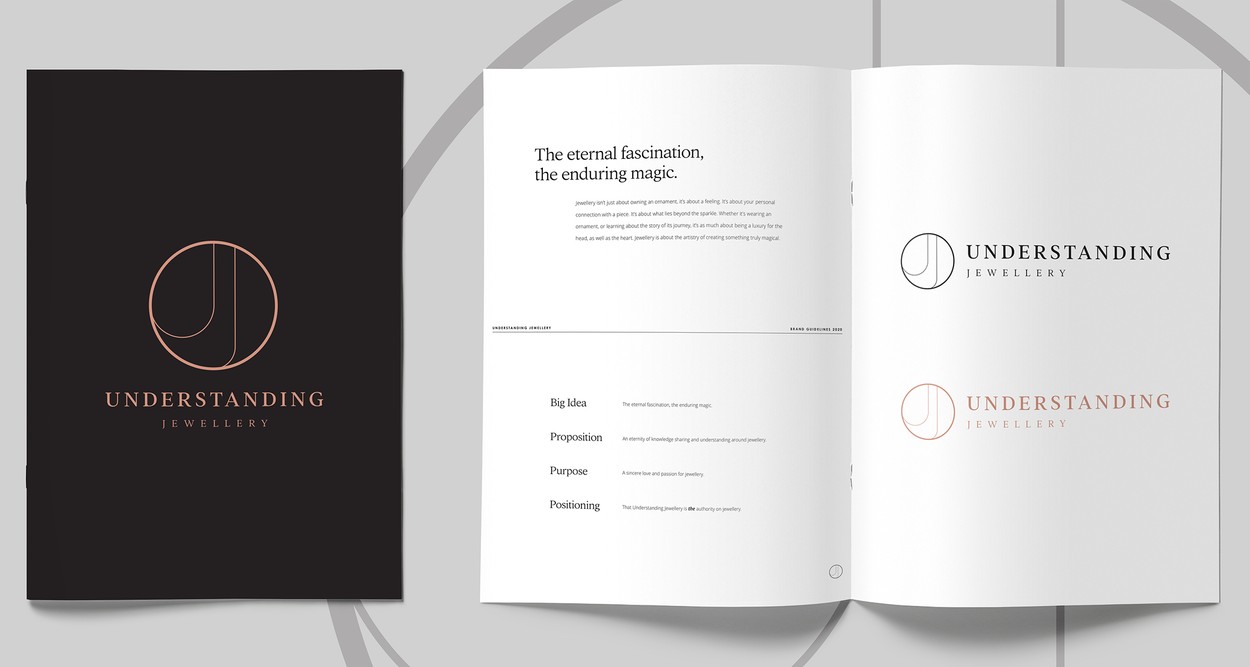 UNDERSTANDING
JEWELLERY
The eternal fascination,
the enduring magic.
Jewellery isn't just about owning an ornament, it's about a feeling. It's about your personal
connection with a piece. It's about what lies beyond the sparkle. Whether it's wearing an
ornament, or learning about the story of its journey, it's as much about being a luxury for the
head, as well as the heart. Jewellery is about the artistry of creating something truly magical.
UNDERSTANDING JEWELLERY BRAND GUIDELINES 2020
Big Idea The eternal fascination, the enduring magic.
Proposition An eternity of knowledge sharing and understanding around jewellery
Purpose A sincere love and passion for jewellery.
Positioning That Understanding Jewellery is the authority on jewellery
UNDERSTANDING
JEWELLERY
UNDERSTANDING
JEWELLERY